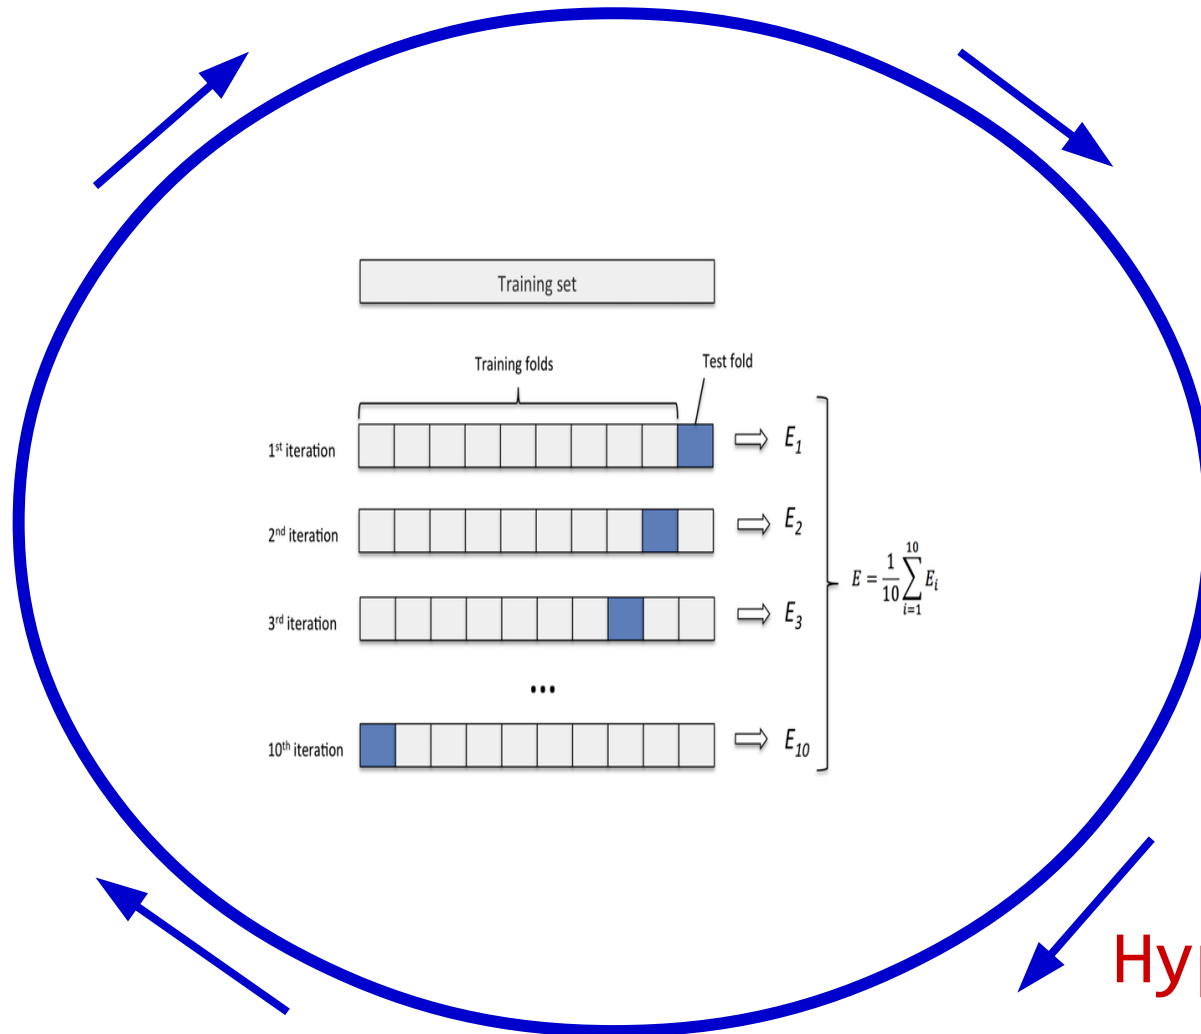 Training set
Training folds
Test fold
1st iteration
E1
2nd iteration
E2
E = 1/10 ∑ i=1 10 Ei
3rd iteration
E3
...
10th iteration
E10
Hyp